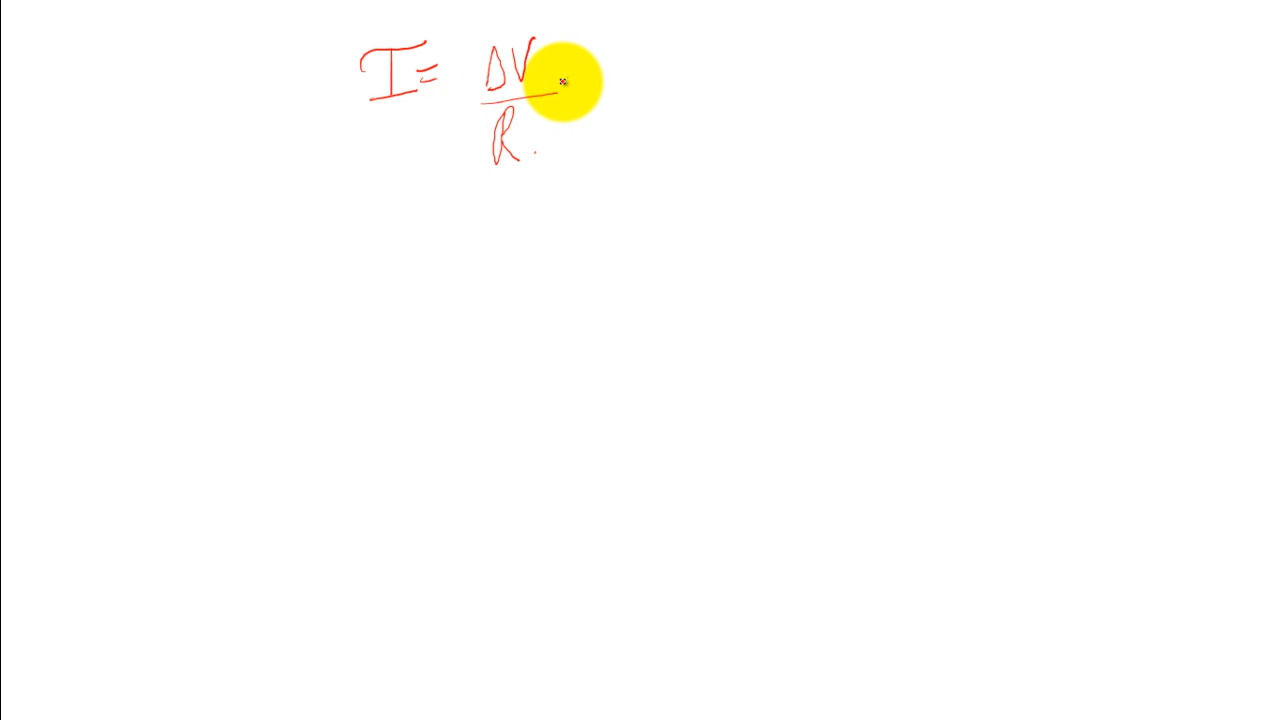 I = ΔV
R.